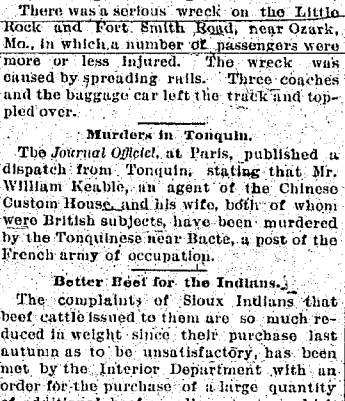 There was a serious wreck on the Little
Rock and Fort Smith Road, near Ozark,
Mo., in which a number of passengers were
more or less injured. The wreck was
caused by spreading rails. Three coaches
and the baggage car left the track and top-
pled over.
Murders in Tonquin.
The Journal Officiel, at Paris, published a
dispatch from Tonquin, stating that Mr.
William Keable, an agent of the Chinese
Custom House, and his wife, both of whom
were British subjects, have been murdered
by the Tonquinese near Bacte, a post of the
French army of occupation.
Better Beef for the Indians.
The complaints of Sioux Indians that
beef cattle issued to them are so much re-
duced in weight since their purchase last
autumn as to be unsatisfactory, has been
met by the Interior Department with an
order for the purchase of a large quantity